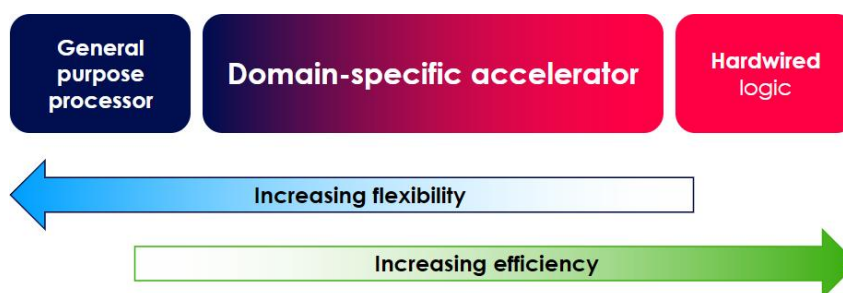 General
purpose
processor
Domain-specific accelerator
Hardwired
logic
Increasing flexibility
Increasing efficiency